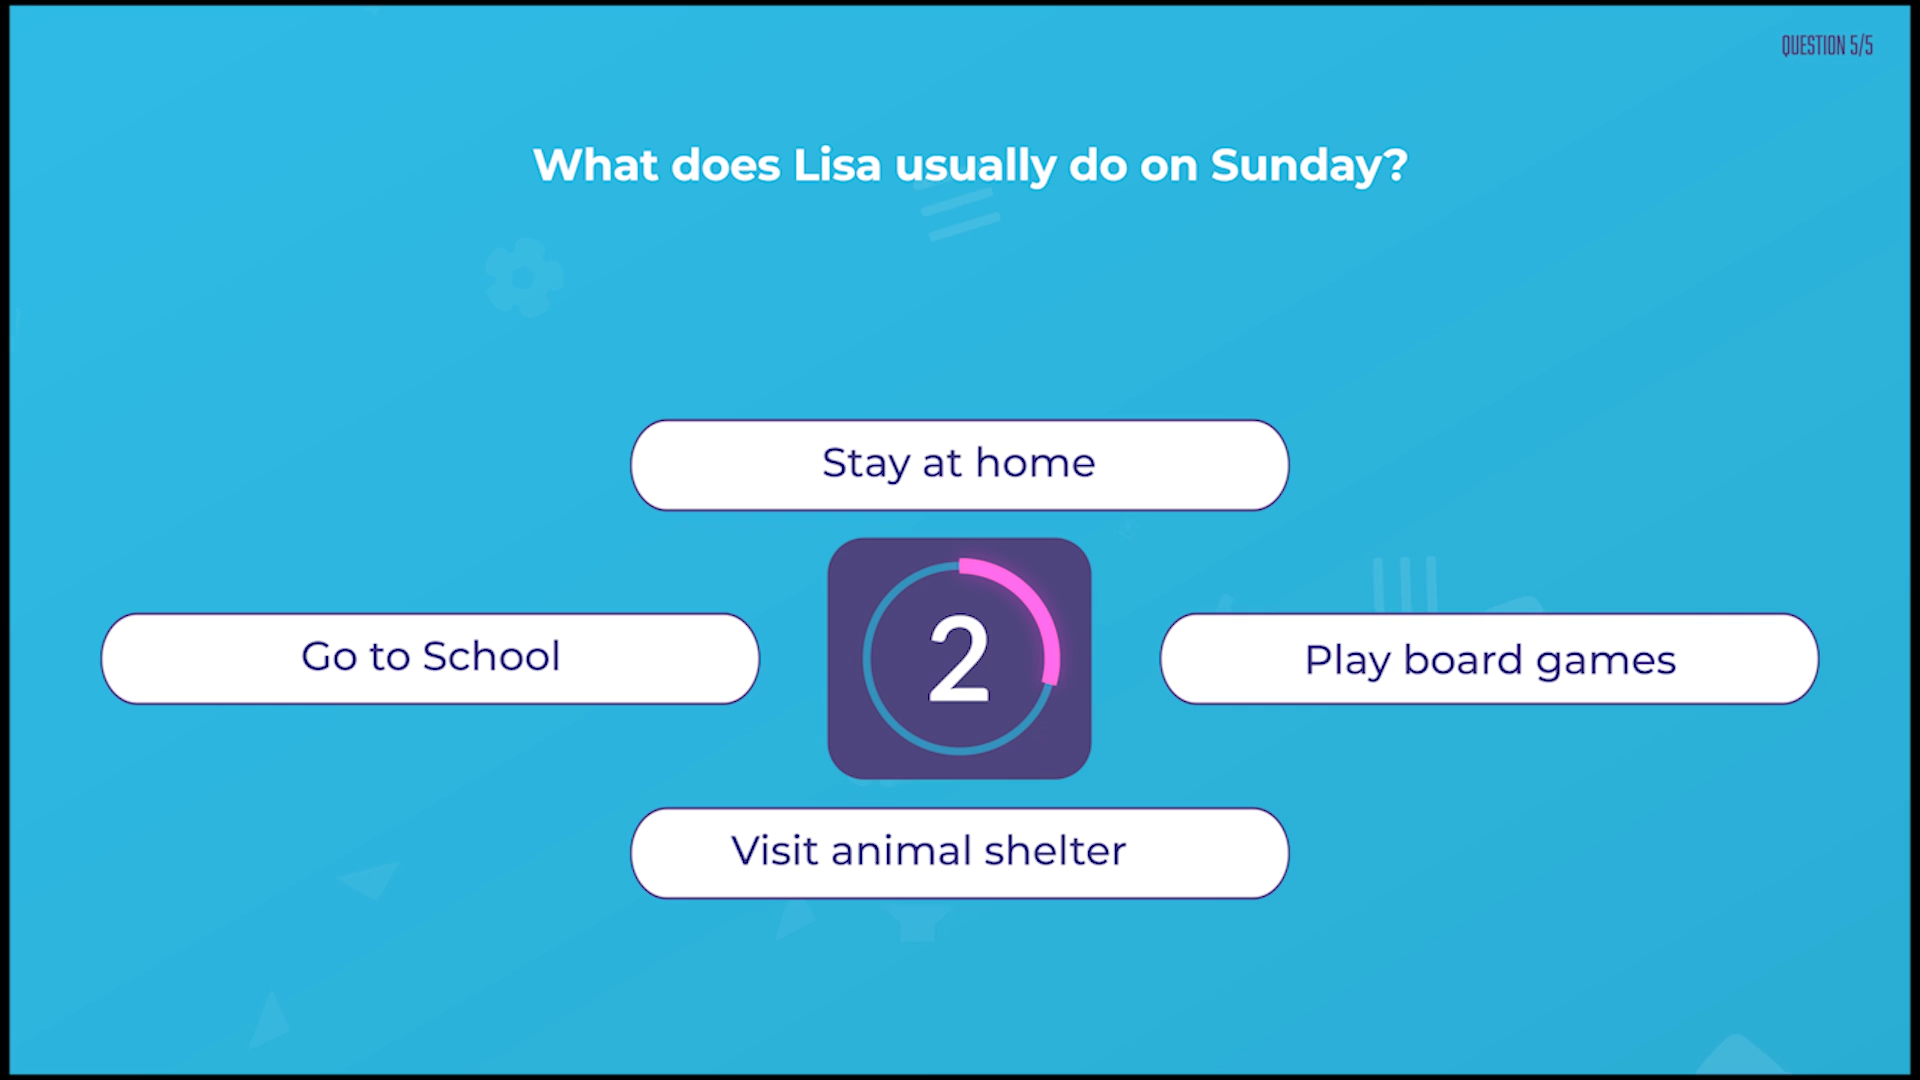 QUESTION 5/5
What does Lisa usually do on Sunday?
Stay at home
Go to School
2
Play board games
Visit animal shelter